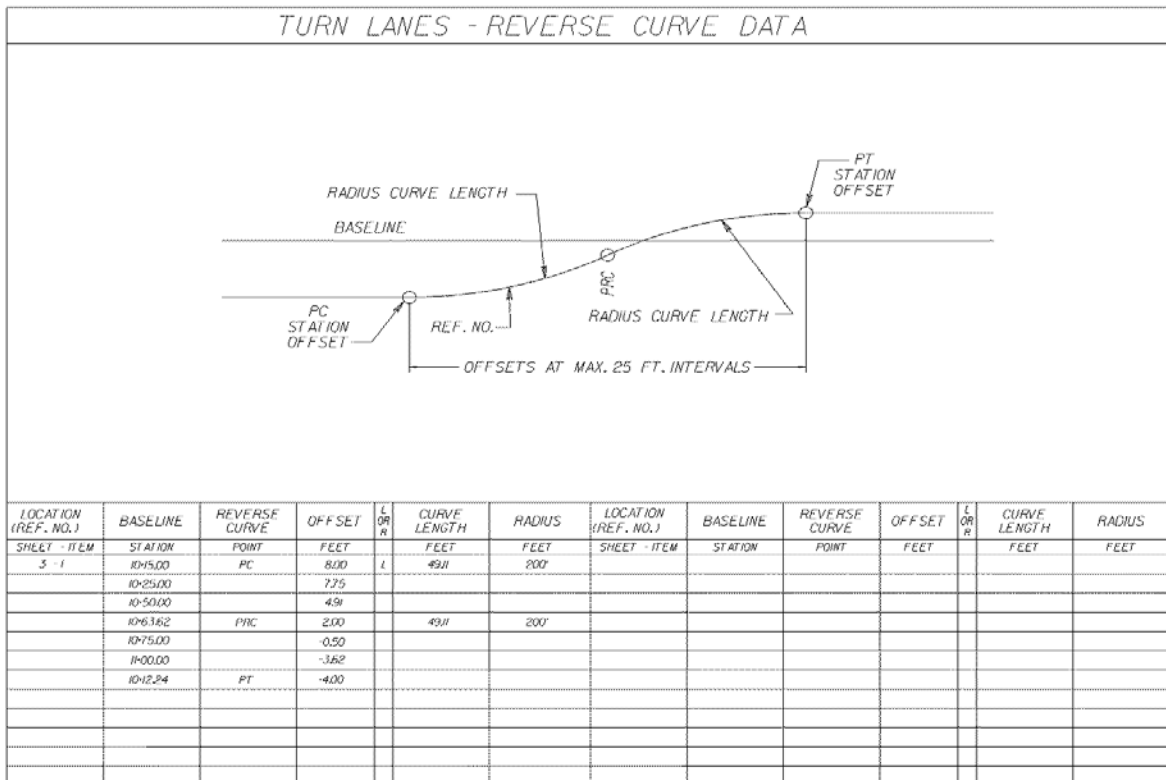 TURN LANES - REVERSE CURVE DATA
PT
STATION
OFFSET
RADIUS CURVE LENGTH
BASELINE
PRC
PC
STATION
OFFSET
REF. NO.
RADIUS CURVE LENGTH
OFFSETS AT MAX. 25 FT. INTERVALS
LOCATION (REF. NO.) BASELINE REVERSE CURVE OFFSET L OR R CURVE LENGTH RADIUS LOCATION (REF. NO.) BASELINE REVERSE CURVE OFFSET L OR R CURVE LENGTH RADIUS
SHEET - ITEM STATION POINT FEET FEET FEET SHEET - ITEM STATION POINT FEET FEET FEET
3 - 1 10+15.00 PC 8.00 L 49.11 200'
10+25.00 7.75
10+50.00 4.91
10+63.62 PRC 2.00 49.11 200'
10+75.00 -0.50
11+00.00 -3.62
10+12.24 PT -4.00